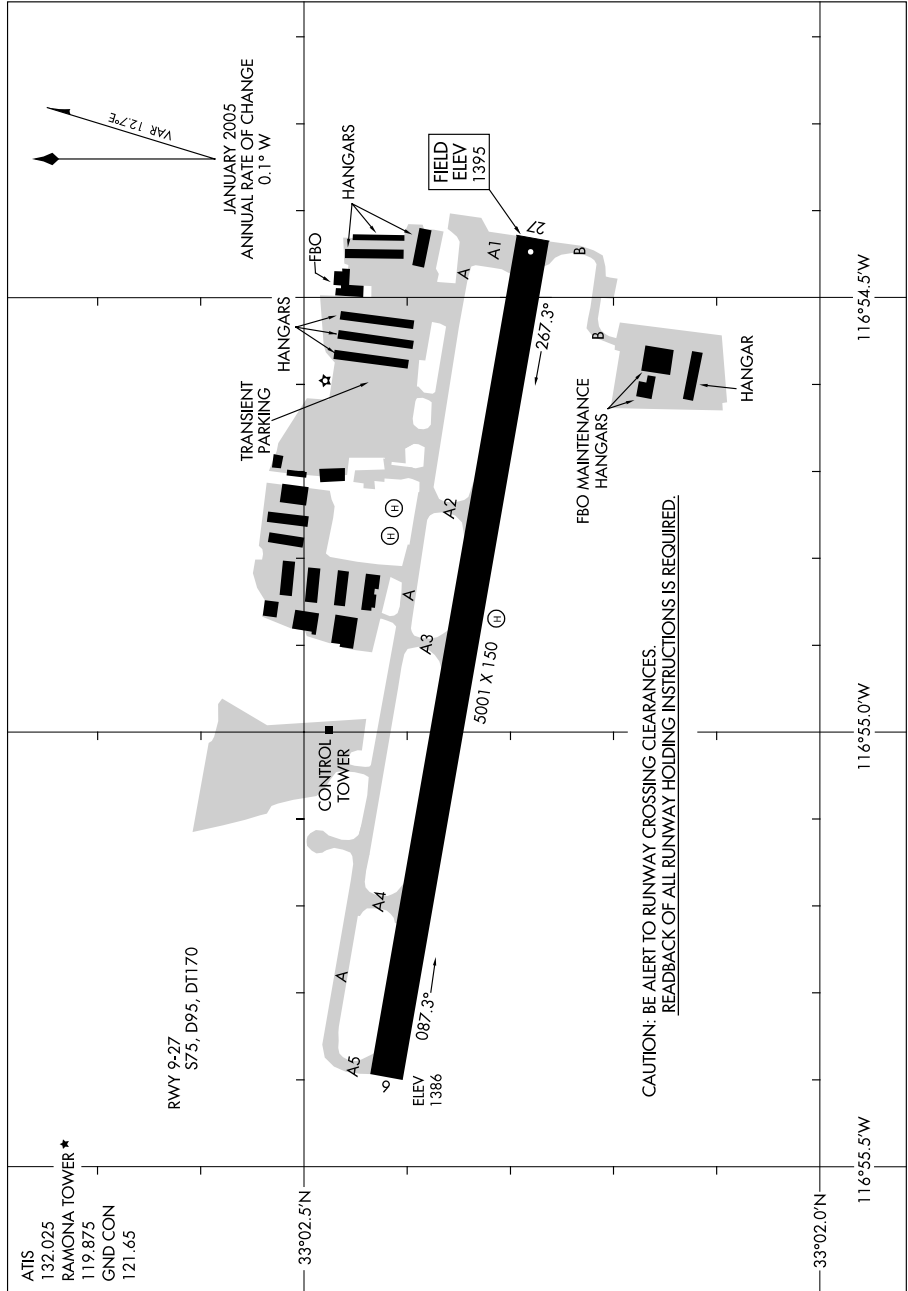 ATIS
132.025
RAMONA TOWER ★
119.875
GND CON
121.65
RWY 9-27
S75, D95, DT170
VAR 12.7°E
JANUARY 2005
ANNUAL RATE OF CHANGE
0.1° W
HANGARS
FBO
HANGARS
TRANSIENT
PARKING
FIELD
ELEV
1395
CONTROL
TOWER
A
A1
27
B
B
A
A2
H
H
A
A3
H
5001 X 150
267.3°
A4
A
A5
9
087.3°
ELEV
1386
FBO MAINTENANCE
HANGARS
HANGAR
CAUTION: BE ALERT TO RUNWAY CROSSING CLEARANCES.
READBACK OF ALL RUNWAY HOLDING INSTRUCTIONS IS REQUIRED.
33°02.5'N
33°02.0'N
116°55.5'W
116°55.0'W
116°54.5'W